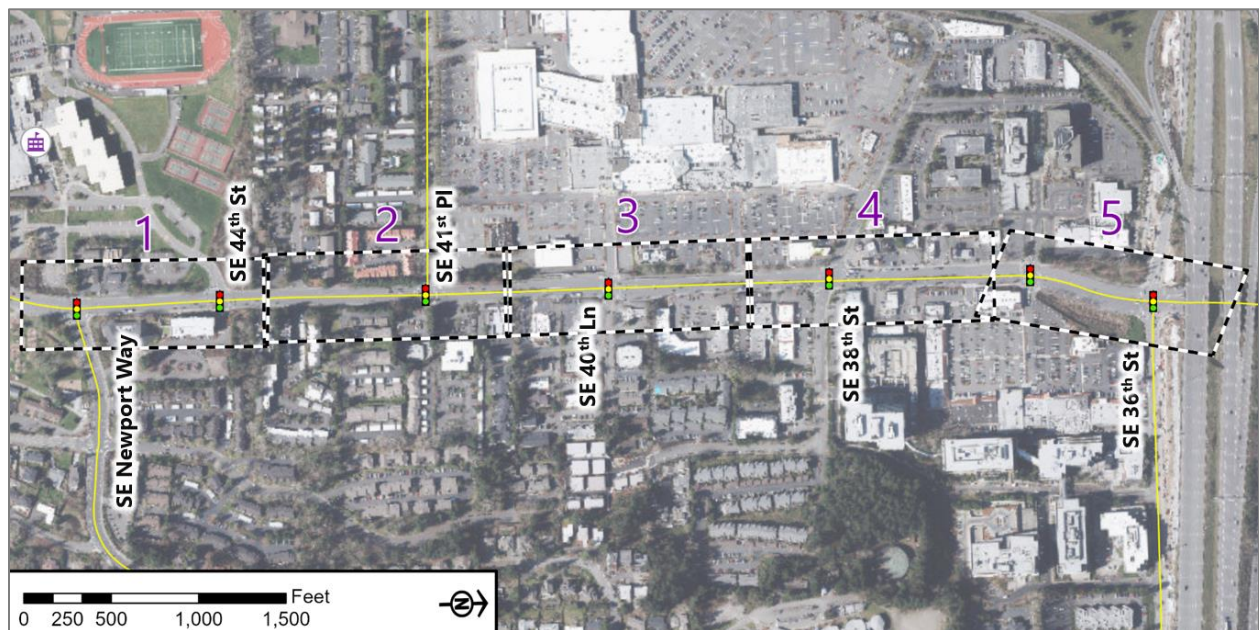 1
2
3
4
5
SE Newport Way
SE 44th St
SE 41st Pl
SE 40th Ln
SE 38th St
SE 36th St
Feet
0 250 500 1,000 1,500
N